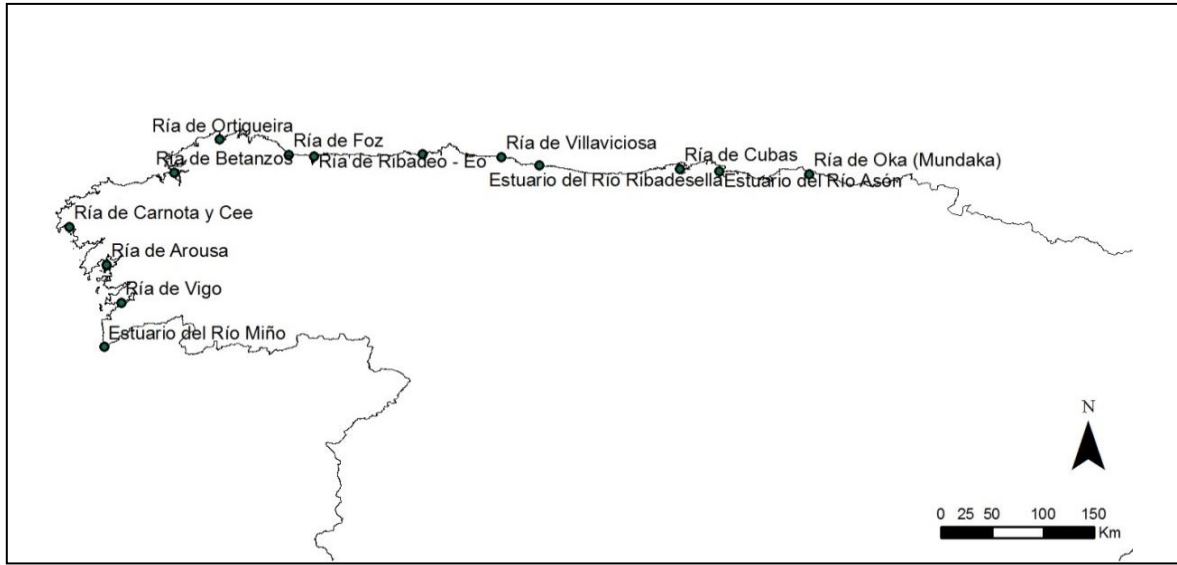 Ría de Ortigueira
Ría de Foz
Ría de Betanzos
Ría de Ribadeo - Eo
Ría de Villaviciosa
Estuario del Río Ribadesella
Ría de Cubas
Estuario del Río Asón
Ría de Oka (Mundaka)
Ría de Carnota y Cee
Ría de Arousa
Ría de Vigo
Estuario del Río Miño
N
0 25 50 100 150
Km